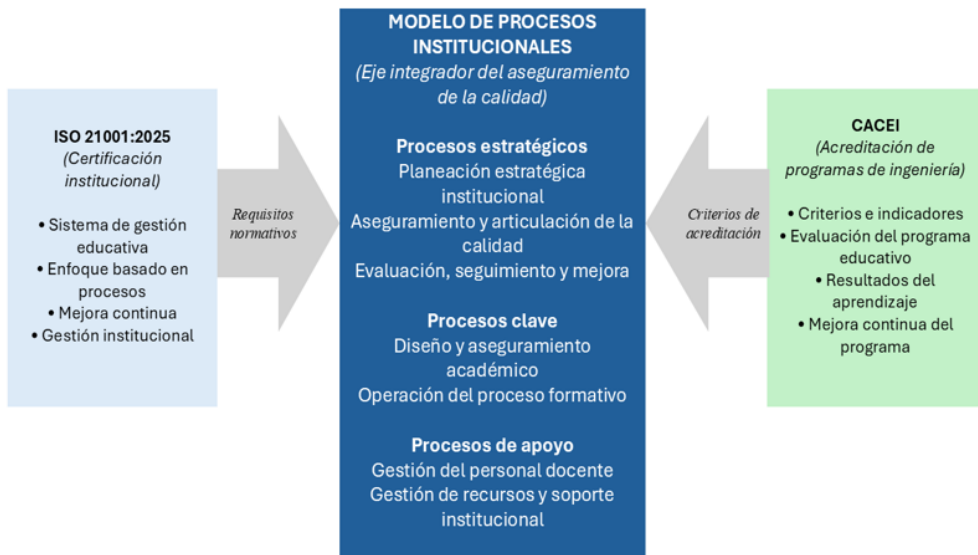 ISO 21001:2025
(Certificación
institucional)
• Sistema de gestión
educativa
• Enfoque basado en
procesos
• Mejora continua
• Gestión institucional
Requisitos
normativos
MODELO DE PROCESOS
INSTITUCIONALES
(Eje integrador del aseguramiento
de la calidad)
Procesos estratégicos
Planeación estratégica
institucional
Aseguramiento y articulación de la
calidad
Evaluación, seguimiento y mejora
Procesos clave
Diseño y aseguramiento
académico
Operación del proceso formativo
Procesos de apoyo
Gestión del personal docente
Gestión de recursos y soporte
institucional
Criterios de
acreditación
CACEI
(Acreditación de
programas de ingeniería)
• Criterios e indicadores
• Evaluación del programa
educativo
• Resultados del
aprendizaje
• Mejora continua del
programa